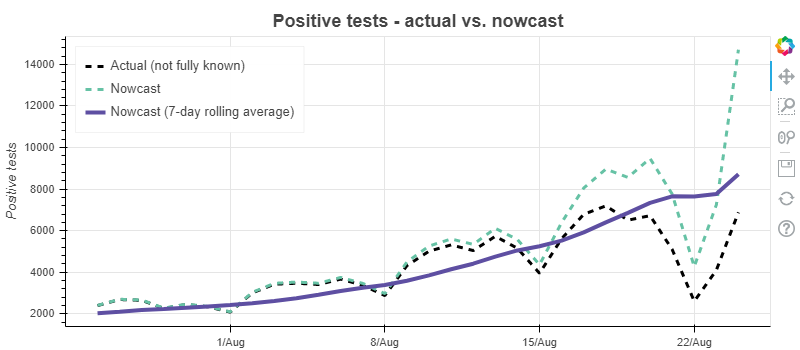 Positive tests - actual vs. nowcast
Actual (not fully known)
Nowcast
Nowcast (7-day rolling average)
Positive tests
14000
12000
10000
8000
6000
4000
2000
1/Aug
8/Aug
15/Aug
22/Aug